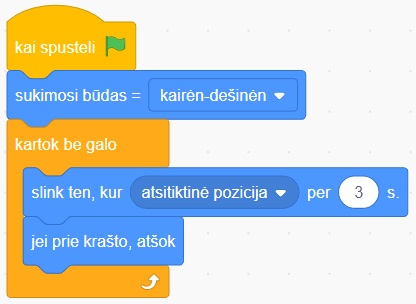 kai spusteli
sukimosi būdas = kairėn-dešinėn
kartok be galo
slink ten, kur atsitiktinė pozicija per 3 s.
jei prie krašto, atšok